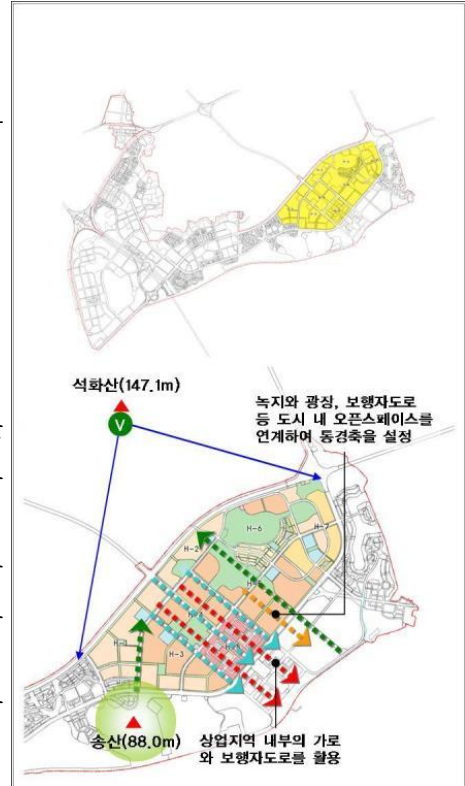 석화산(147.1m)
V
녹지와 광장, 보행자도로
등 도시 내 오픈스페이스를
연계하여 통경축을 설정
H-6
H-7
H-2
H-3
송산(88.0m)
상업지역 내부의 가로
와 보행자도로를 활용